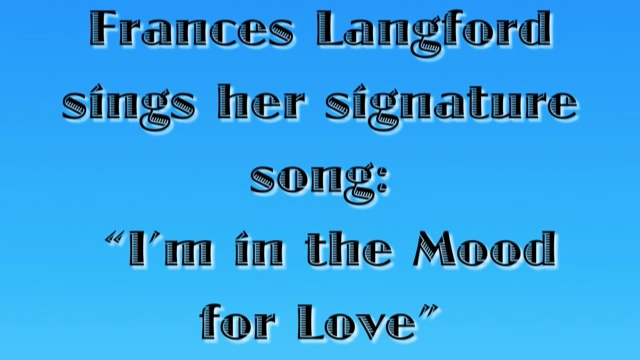 Frances Langford
sings her signature
song:
“I’m in the Mood
for Love”